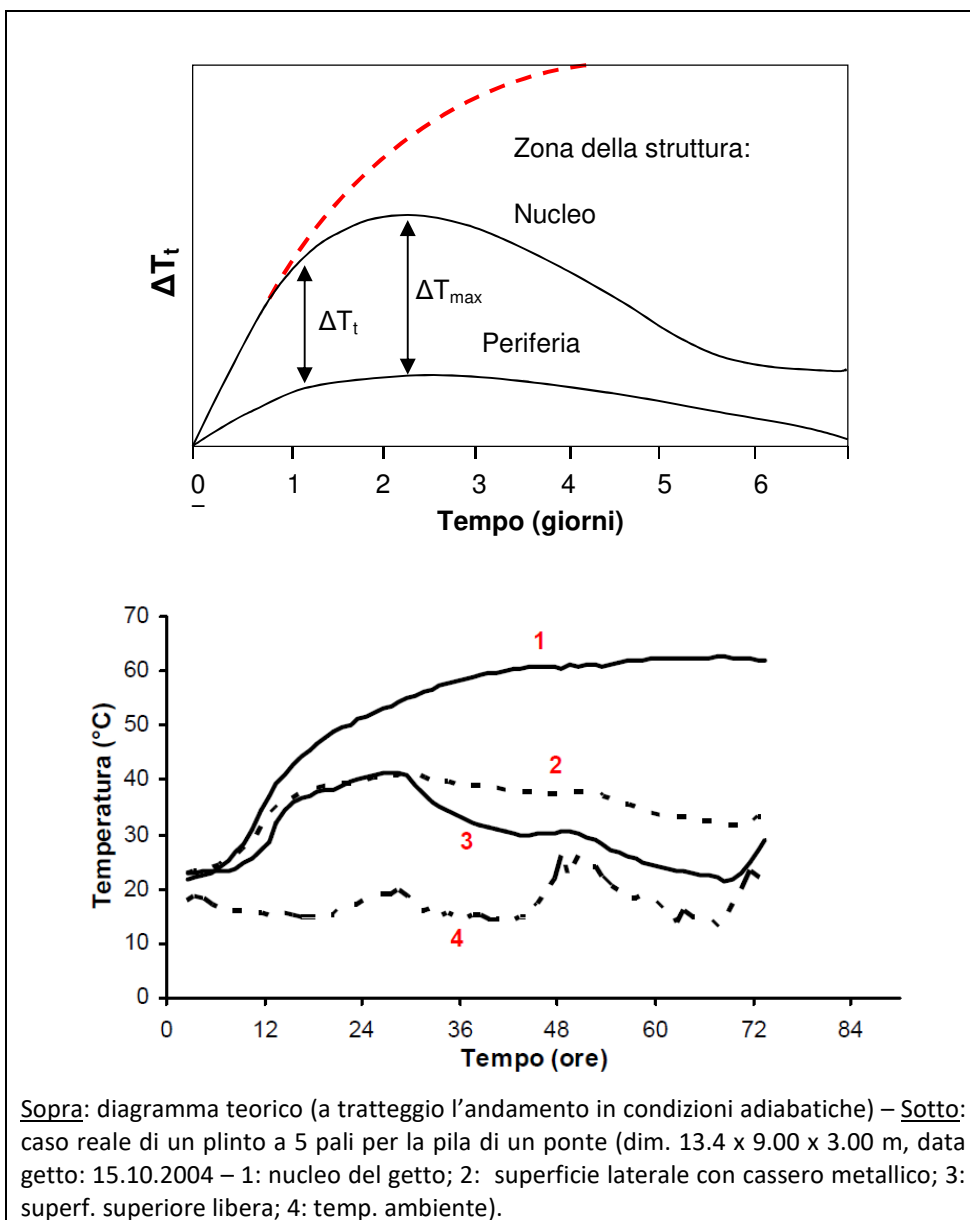 Zona della struttura:
Nucleo
ΔTt
ΔTt
ΔTmax
Periferia
0 1 2 3 4 5 6
Tempo (giorni)
70
60
50
40
30
20
10
0
Temperatura (°C)
1
2
3
4
0 12 24 36 48 60 72 84
Tempo (ore)
Sopra: diagramma teorico (a tratteggio l’andamento in condizioni adiabatiche) – Sotto:
caso reale di un plinto a 5 pali per la pila di un ponte (dim. 13.4 x 9.00 x 3.00 m, data
getto: 15.10.2004 – 1: nucleo del getto; 2: superficie laterale con cassero metallico; 3:
superf. superiore libera; 4: temp. ambiente).